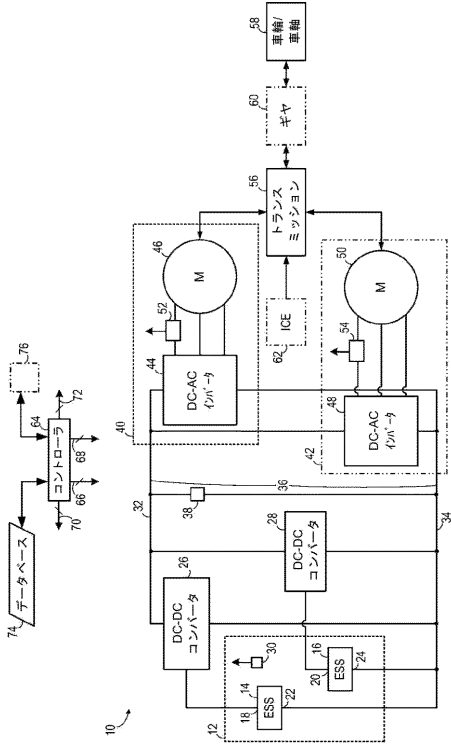 10
74
データベース
70
66
コントローラ
64
68
72
76
12
18
14
ESS
22
30
20
16
ESS
24
26
DC-DC
コンバータ
28
DC-DC
コンバータ
32
38
36
34
40
44
DC-AC
インバータ
52
46
M
42
48
DC-AC
インバータ
54
50
M
62
ICE
56
トランス
ミッション
60
ギヤ
58
車輪/
車軸